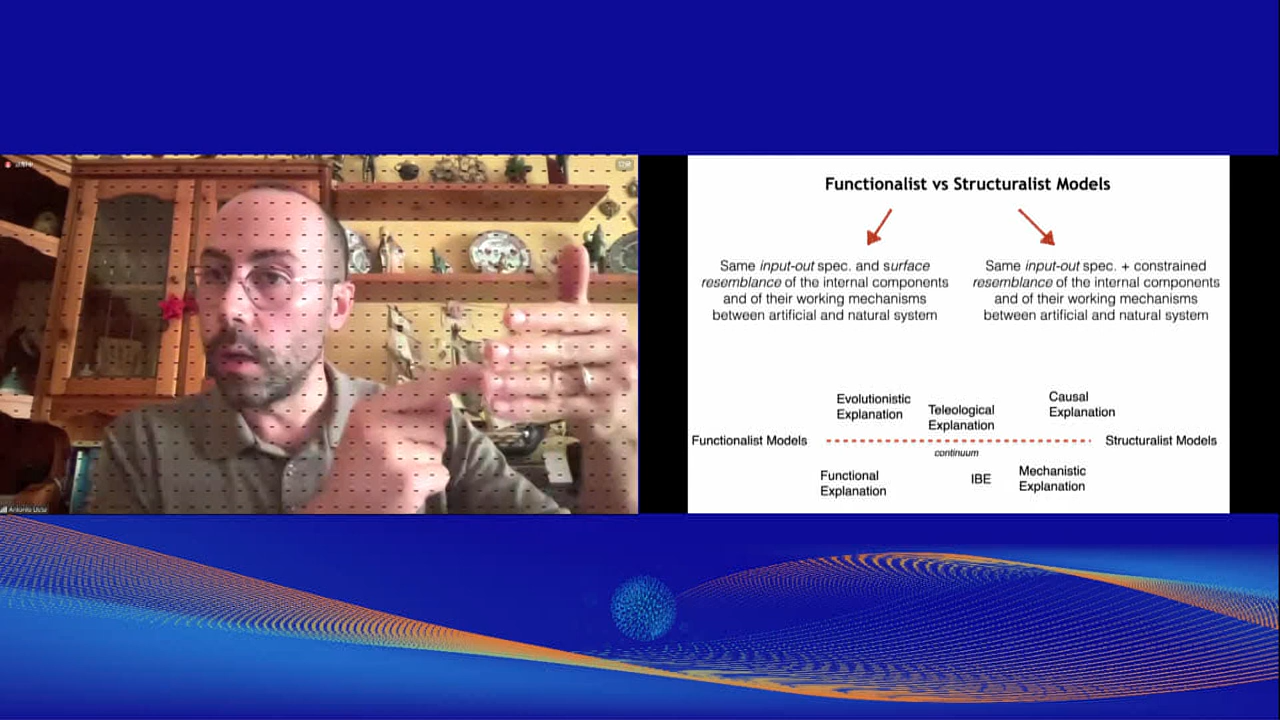 Functionalist vs Structuralist Models
Same input-out spec. and surface
resemblance of the internal components
and of their working mechanisms
between artificial and natural system
Same input-out spec. + constrained
resemblance of the internal components
and of their working mechanisms
between artificial and natural system
Evolutionistic
Explanation
Teleological
Explanation
Causal
Explanation
Functionalist Models
Structuralist Models
continuum
Functional
Explanation
IBE
Mechanistic
Explanation
Antonio